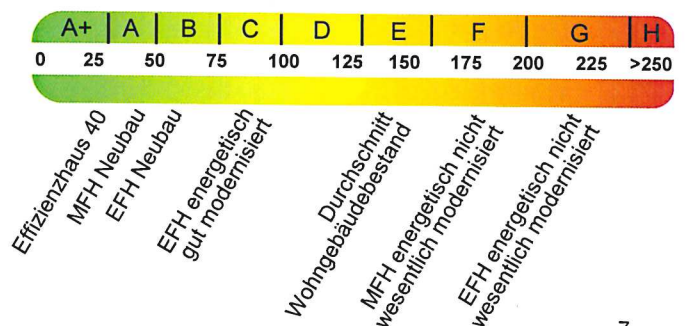 A+ A B C D E F G H
0 25 50 75 100 125 150 175 200 225 >250
Effizienzhaus 40
MFH Neubau
EFH Neubau
EFH energetisch
gut modernisiert
Durchschnitt
Wohngebäudebestand
MFH energetisch nicht
wesentlich modernisiert
EFH energetisch nicht
wesentlich modernisiert